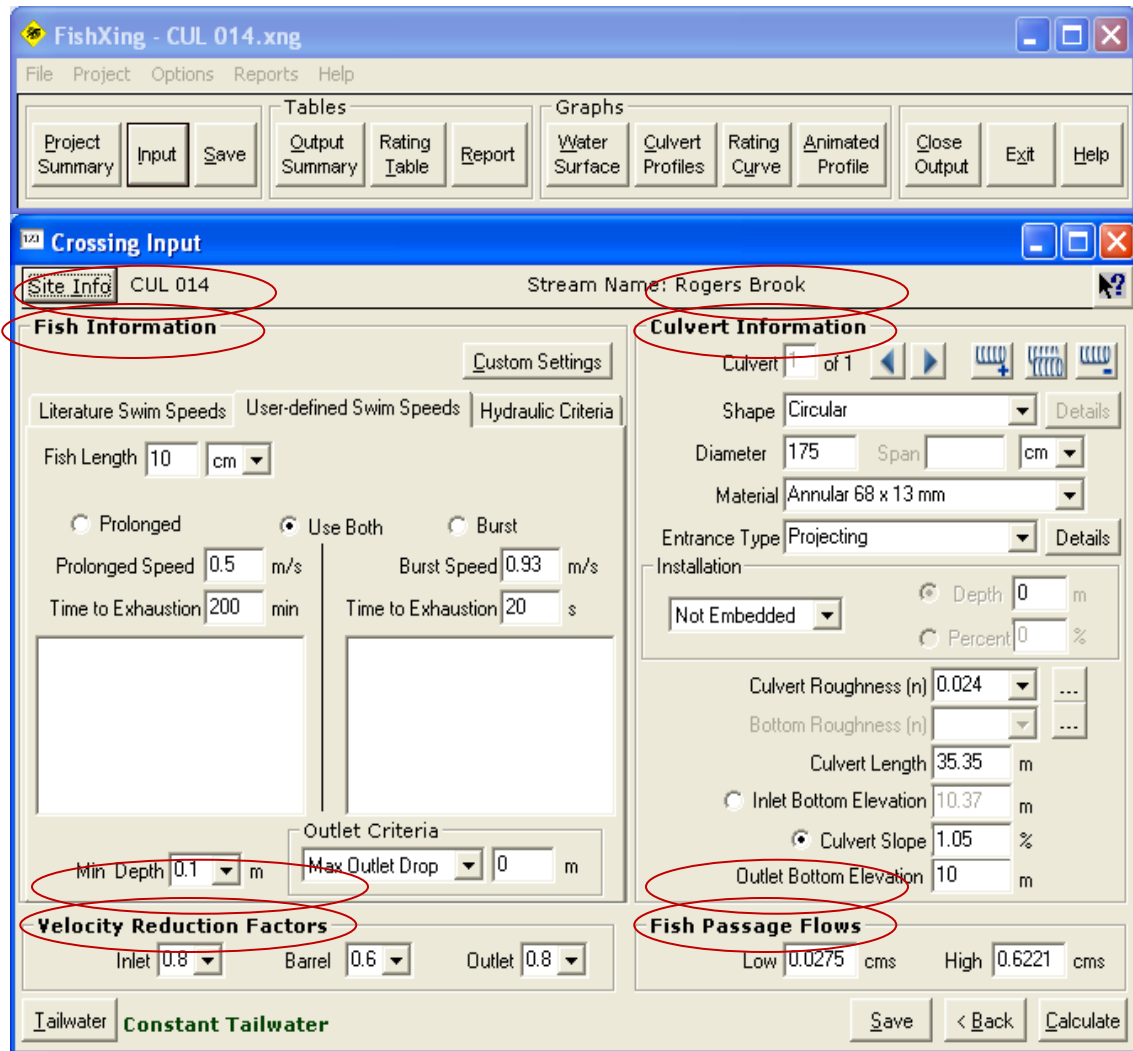 FishXing - CUL 014.xng
File Project Options Reports Help
Tables
Graphs
Project Summary
Input
Save
Output Summary
Rating Table
Report
Water Surface
Culvert Profiles
Rating Curve
Animated Profile
Close Output
Exit
Help
123 Crossing Input
Site Info CUL 014 Stream Name: Rogers Brook
Fish Information
Custom Settings
Literature Swim Speeds User-defined Swim Speeds Hydraulic Criteria
Fish Length 10 cm
Prolonged Use Both Burst
Prolonged Speed 0.5 m/s Burst Speed 0.93 m/s
Time to Exhaustion 200 min Time to Exhaustion 20 s
Outlet Criteria
Min Depth 0.1 m Max Outlet Drop 0 m
Velocity Reduction Factors
Inlet 0.8 Barrel 0.6 Outlet 0.8
Culvert Information
Culvert 1 of 1
Shape Circular Details
Diameter 175 Span cm
Material Annular 68 x 13 mm
Entrance Type Projecting Details
Installation
Not Embedded
Depth 0 m
Percent 0 %
Culvert Roughness (n) 0.024 ...
Bottom Roughness (n) ...
Culvert Length 35.35 m
Inlet Bottom Elevation 10.37 m
Culvert Slope 1.05 %
Outlet Bottom Elevation 10 m
Fish Passage Flows
Low 0.0275 cms High 0.6221 cms
Tailwater Constant Tailwater
Save < Back Calculate